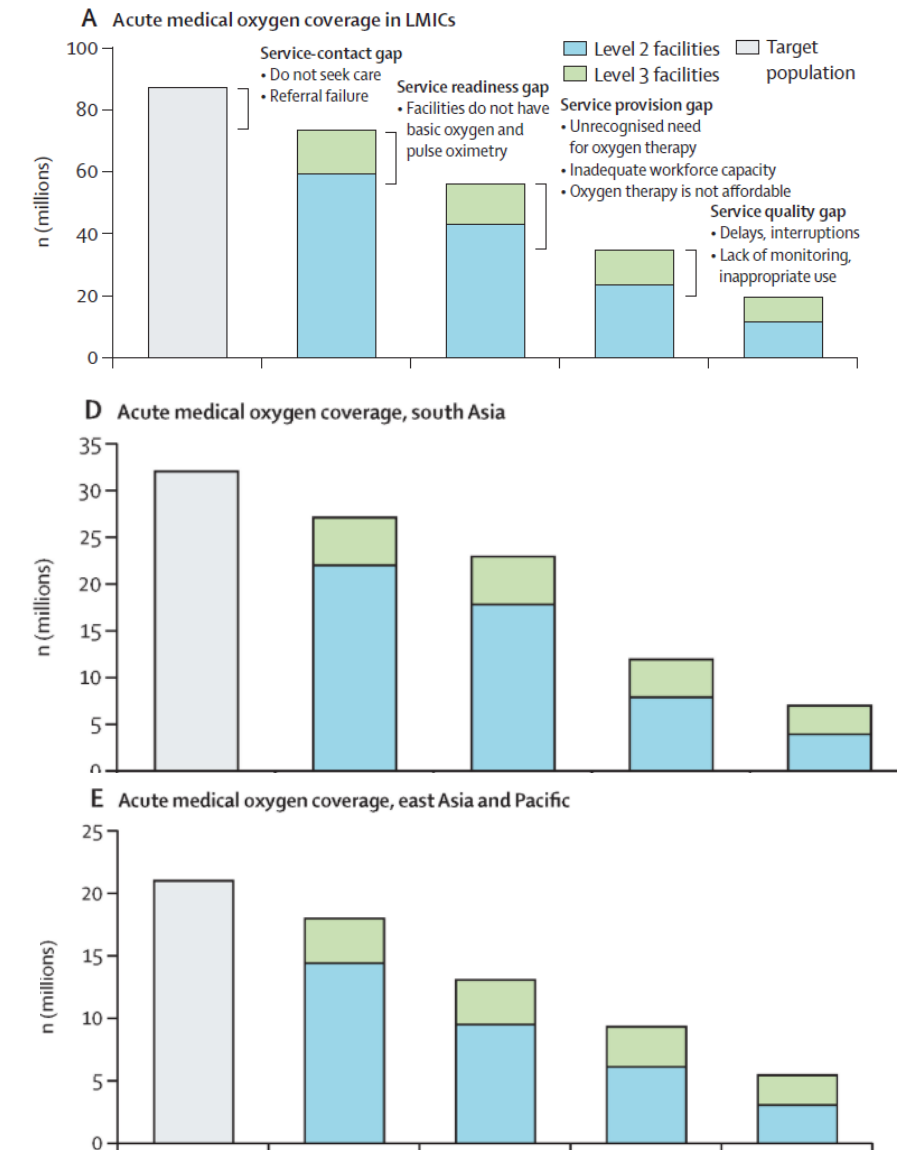 A Acute medical oxygen coverage in LMICs
100
80
60
40
20
0
n (millions)
Service-contact gap
• Do not seek care
• Referral failure
Service readiness gap
• Facilities do not have
basic oxygen and
pulse oximetry
Level 2 facilities
Level 3 facilities
Target
population
Service provision gap
• Unrecognised need
for oxygen therapy
• Inadequate workforce capacity
• Oxygen therapy is not affordable
Service quality gap
• Delays, interruptions
• Lack of monitoring,
inappropriate use
D Acute medical oxygen coverage, south Asia
35
30
25
20
15
10
5
0
n (millions)
E Acute medical oxygen coverage, east Asia and Pacific
25
20
15
10
5
0
n (millions)